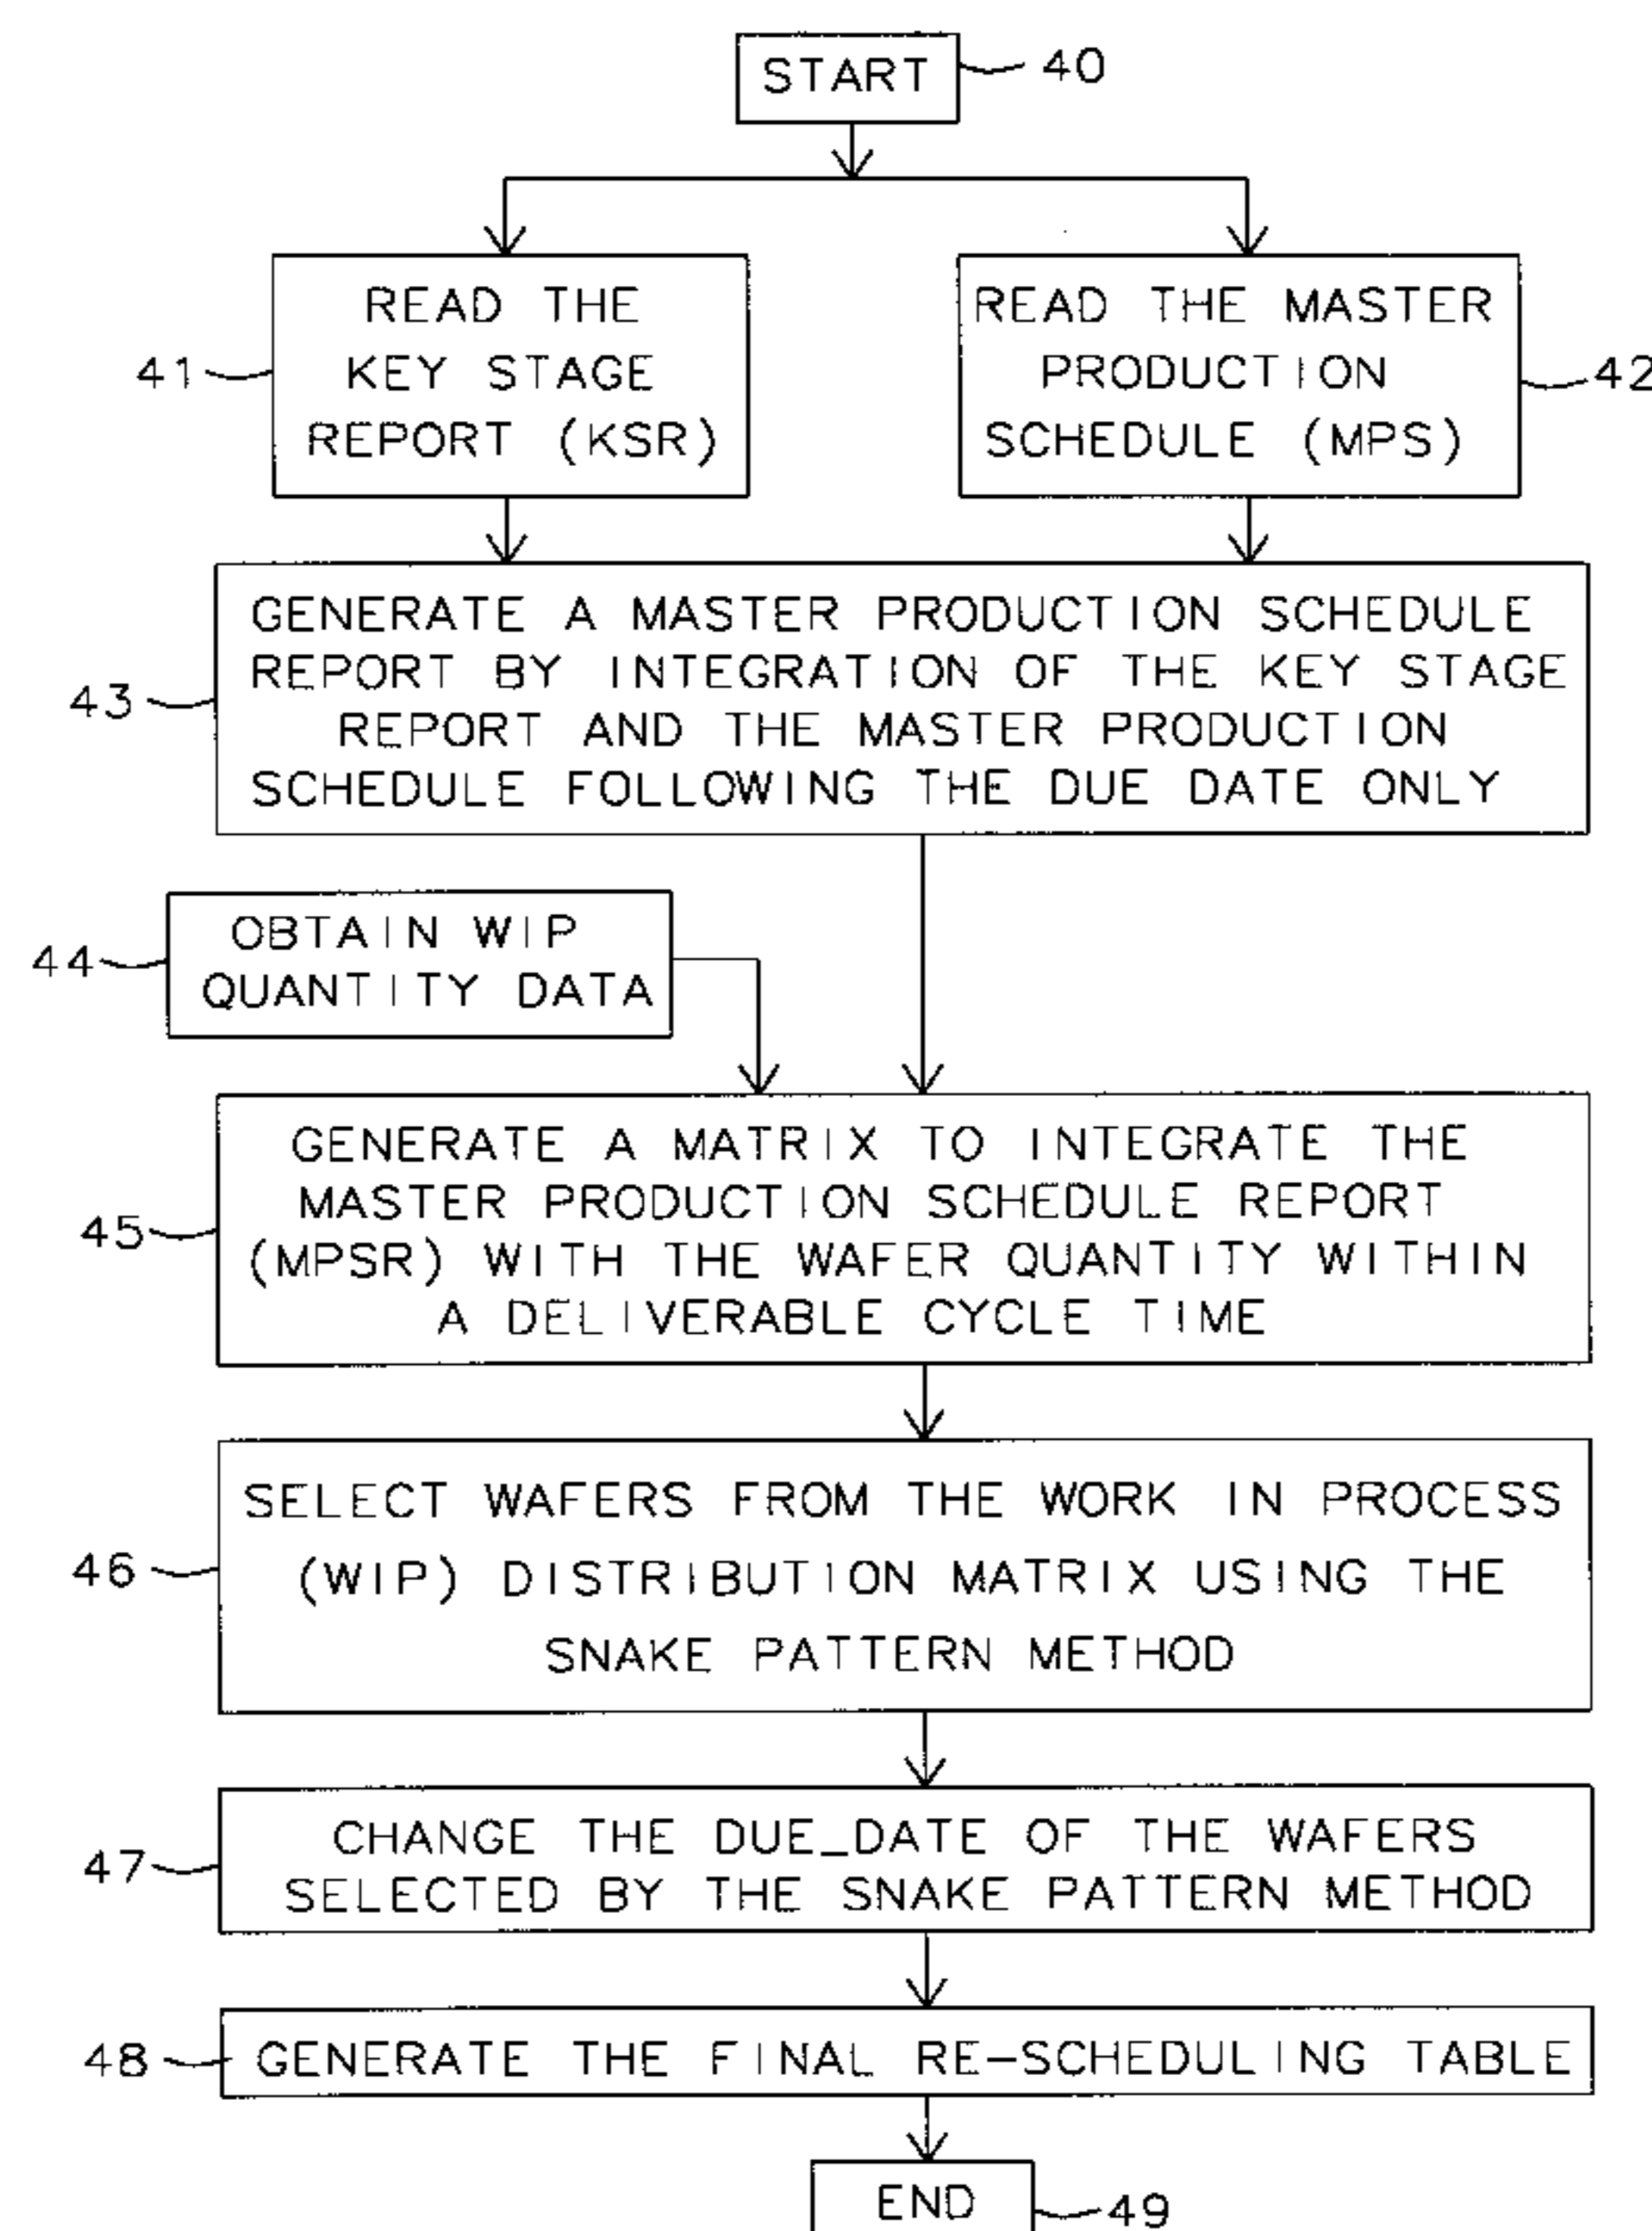 START
40
READ THE
KEY STAGE
REPORT (KSR)
41
READ THE MASTER
PRODUCTION
SCHEDULE (MPS)
42
GENERATE A MASTER PRODUCTION SCHEDULE
REPORT BY INTEGRATION OF THE KEY STAGE
REPORT AND THE MASTER PRODUCTION
SCHEDULE FOLLOWING THE DUE DATE ONLY
43
OBTAIN WIP
QUANTITY DATA
44
GENERATE A MATRIX TO INTEGRATE THE
MASTER PRODUCTION SCHEDULE REPORT
(MPSR) WITH THE WAFER QUANTITY WITHIN
A DELIVERABLE CYCLE TIME
45
SELECT WAFERS FROM THE WORK IN PROCESS
(WIP) DISTRIBUTION MATRIX USING THE
SNAKE PATTERN METHOD
46
CHANGE THE DUE_DATE OF THE WAFERS
SELECTED BY THE SNAKE PATTERN METHOD
47
GENERATE THE FINAL RE-SCHEDULING TABLE
48
END
49